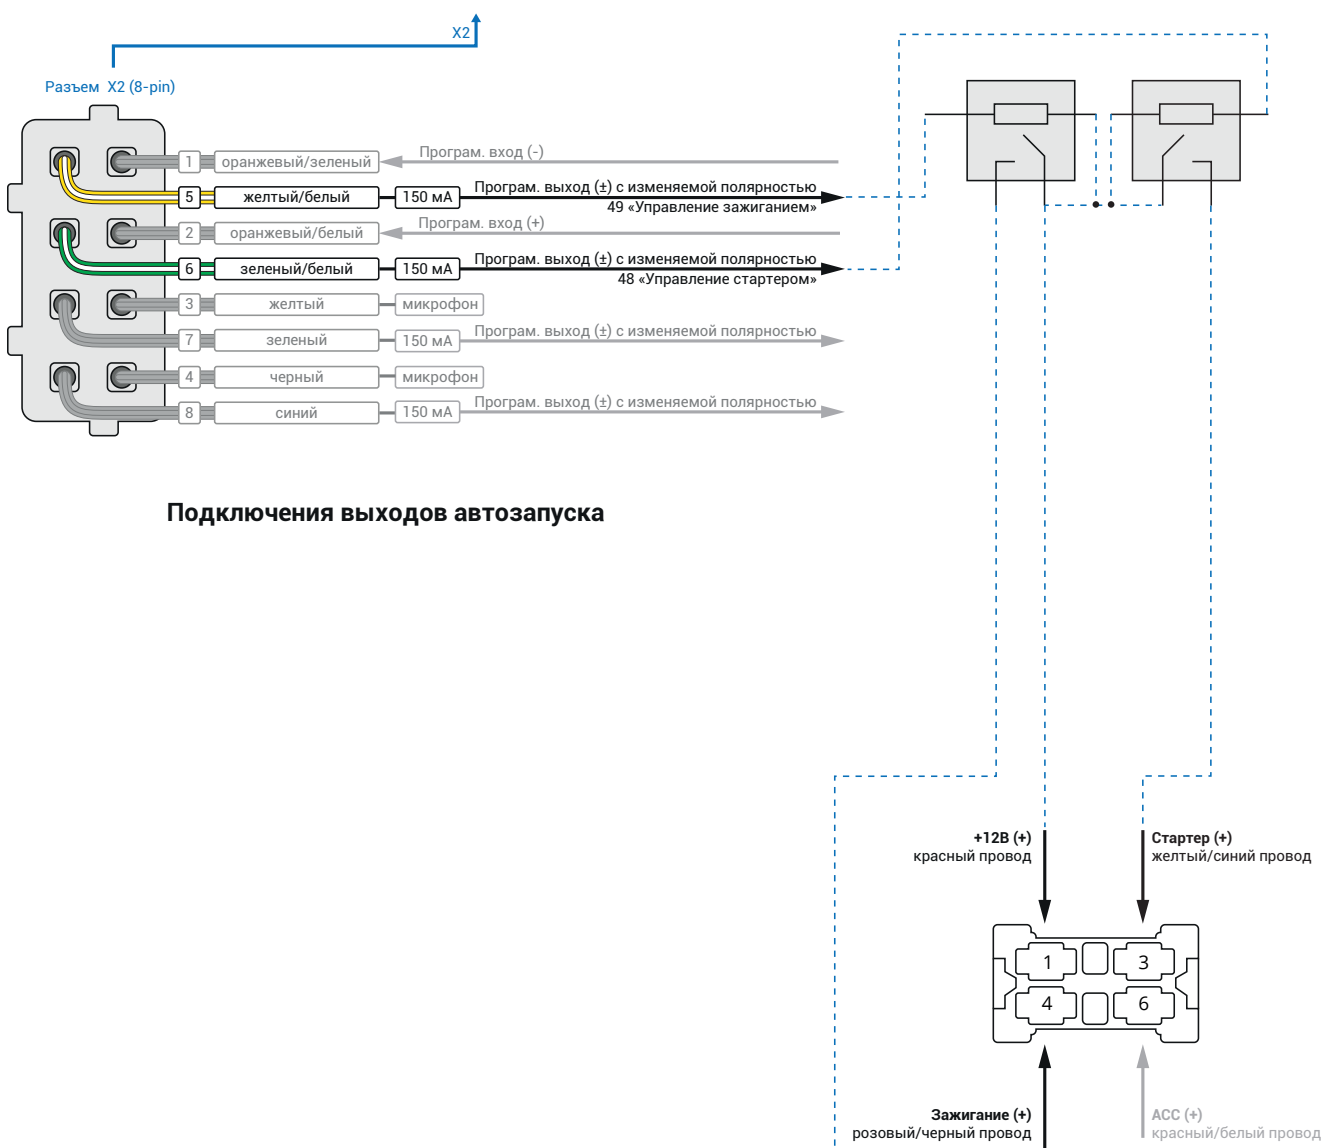 X2
Разъем X2 (8-pin)
1 оранжевый/зеленый Програм. вход (-)
5 желтый/белый 150 мА Програм. выход (±) с изменяемой полярностью
49 «Управление зажиганием»
2 оранжевый/белый Програм. вход (+)
6 зеленый/белый 150 мА Програм. выход (±) с изменяемой полярностью
48 «Управление стартером»
3 желтый микрофон
7 зеленый 150 мА Програм. выход (±) с изменяемой полярностью
4 черный микрофон
8 синий 150 мА Програм. выход (±) с изменяемой полярностью
Подключения выходов автозапуска
+12В (+)
красный провод
Стартер (+)
желтый/синий провод
1 3
4 6
Зажигание (+)
розовый/черный провод
ACC (+)
красный/белый провод